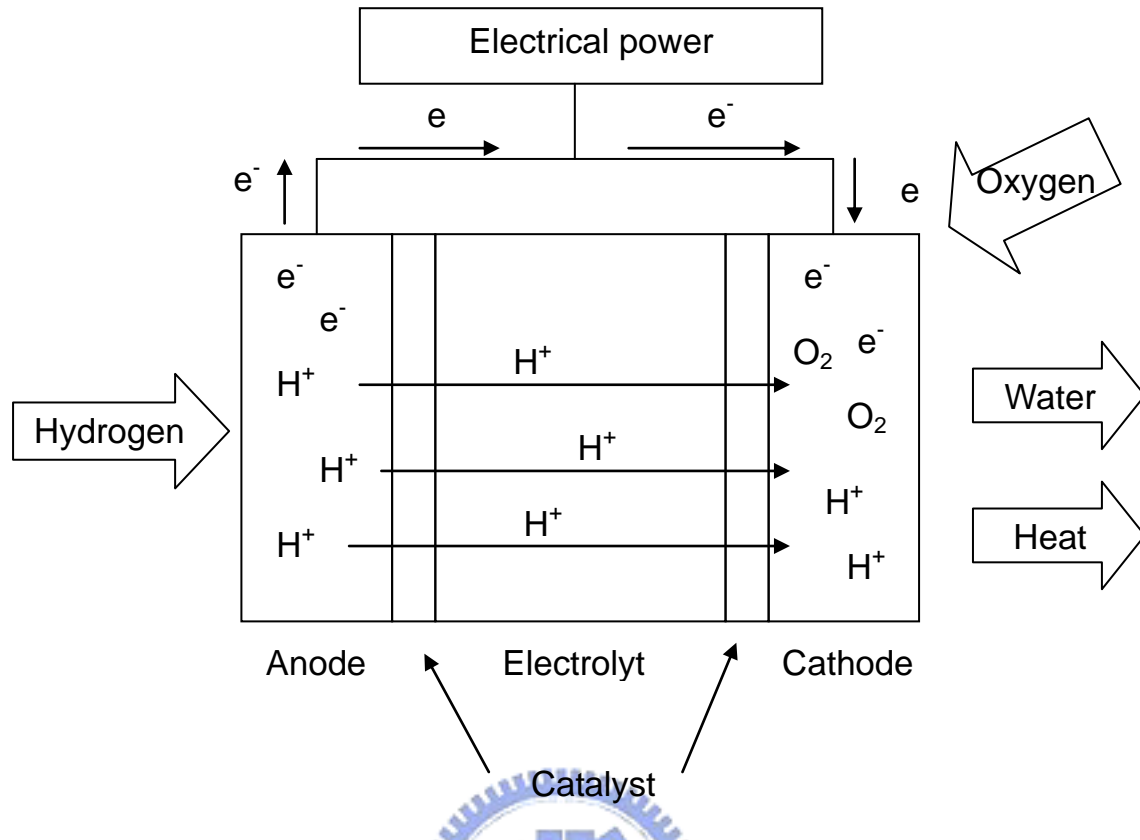 Electrical power
e
e⁻
e⁻
e
Oxygen
e⁻
e⁻
e⁻
O₂
e⁻
H⁺
H⁺
O₂
Hydrogen
Water
H⁺
H⁺
H⁺
H⁺
H⁺
H⁺
Heat
Anode
Electrolyt
Cathode
Catalyst